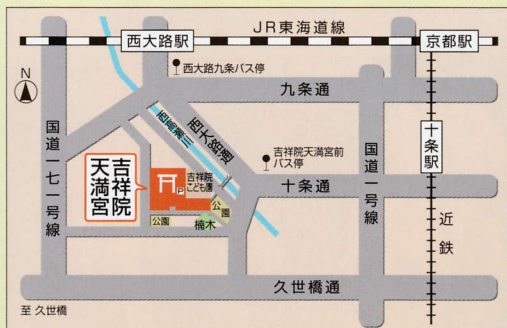 JR東海道線
西大路駅
京都駅
西大路九条バス停
N
九条通
西高瀬川
西大路通
国道一七一号線
吉祥院天満宮前
バス停
国道一号線
十条駅
吉祥院
天満宮
P
吉祥院
こども園
十条通
公園
公園
楠木
近鉄
久世橋通
至 久世橋